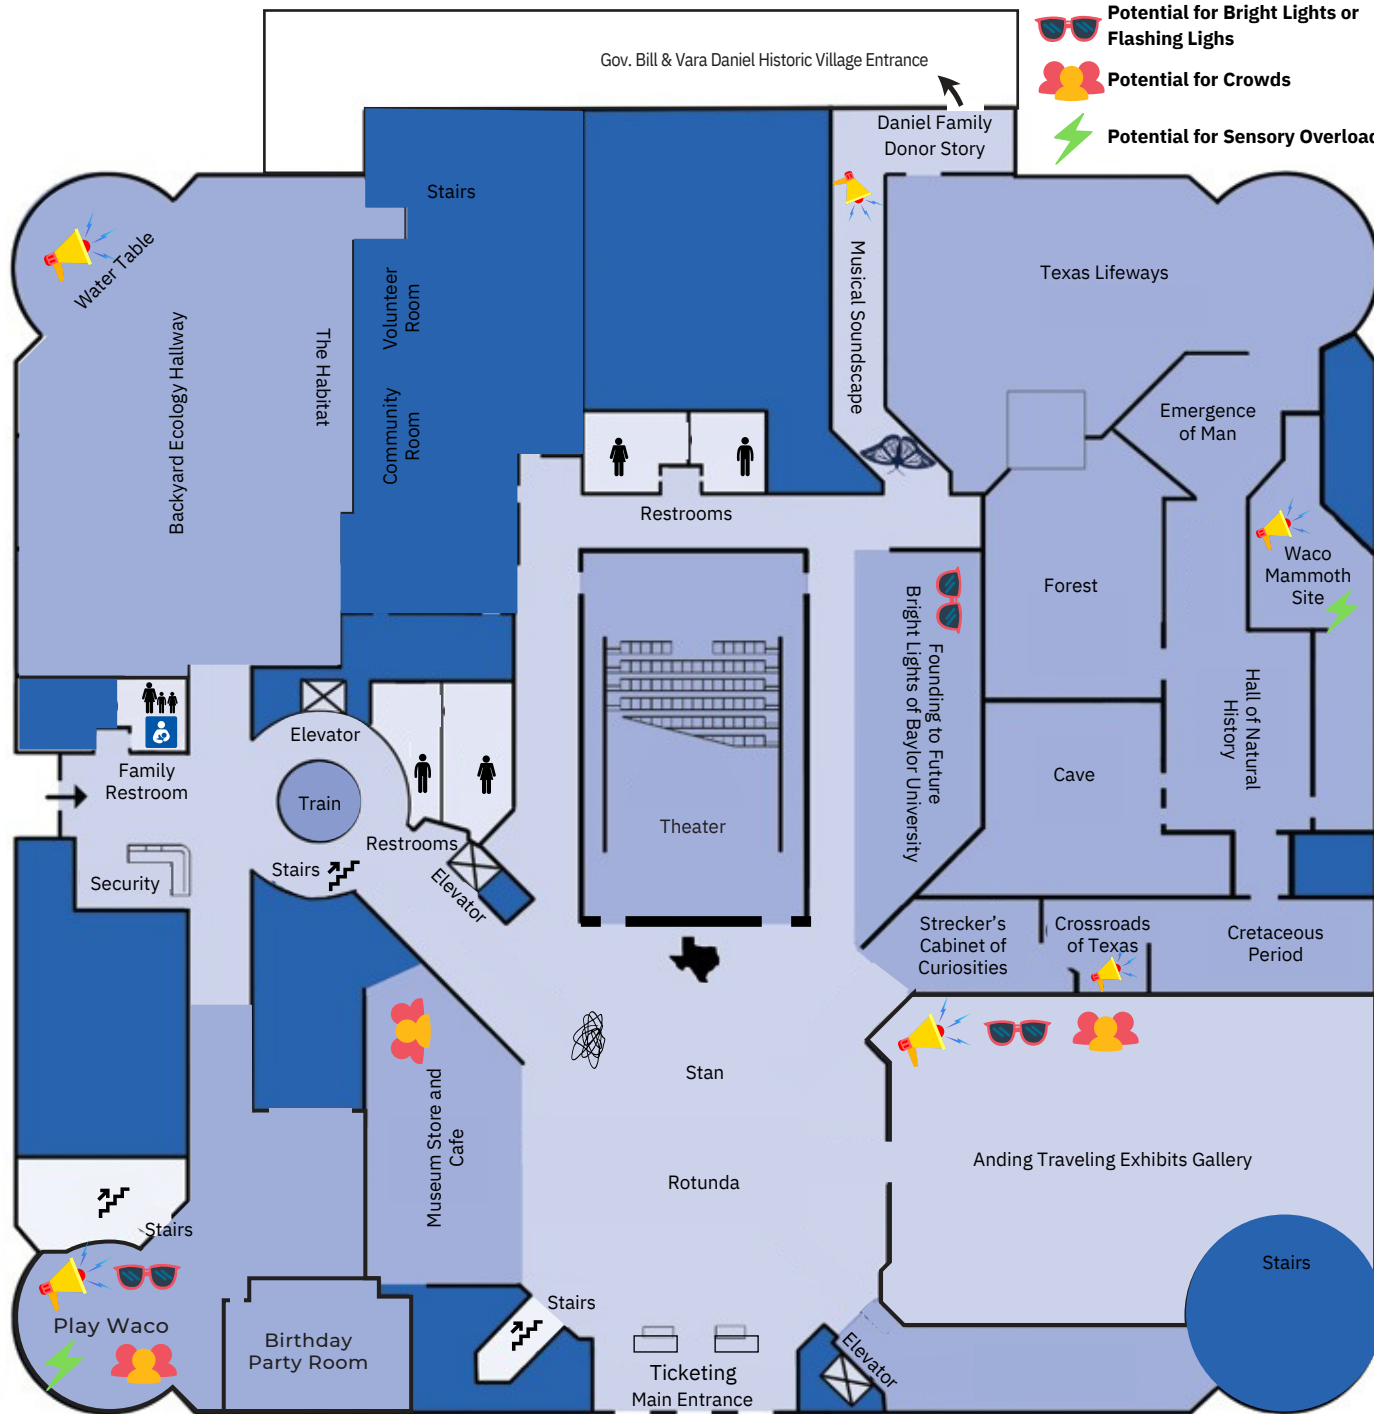 Potential for Bright Lights or
Flashing Lighs
Potential for Crowds
Potential for Sensory Overload
Gov. Bill & Vara Daniel Historic Village Entrance
Daniel Family
Donor Story
Stairs
Water Table
Backyard Ecology Hallway
The Habitat
Volunteer
Room
Community
Room
Musical Soundscape
Texas Lifeways
Emergence
of Man
Restrooms
Waco
Mammoth
Site
Forest
Founding to Future
Bright Lights of Baylor University
Hall of Natural
History
Elevator
Family
Restroom
Train
Cave
Theater
Restrooms
Stairs
Elevator
Security
Strecker's
Cabinet of
Curiosities
Crossroads
of Texas
Cretaceous
Period
Stan
Museum Store and
Cafe
Anding Traveling Exhibits Gallery
Rotunda
Stairs
Stairs
Stairs
Play Waco
Birthday
Party Room
Elevator
Ticketing
Main Entrance